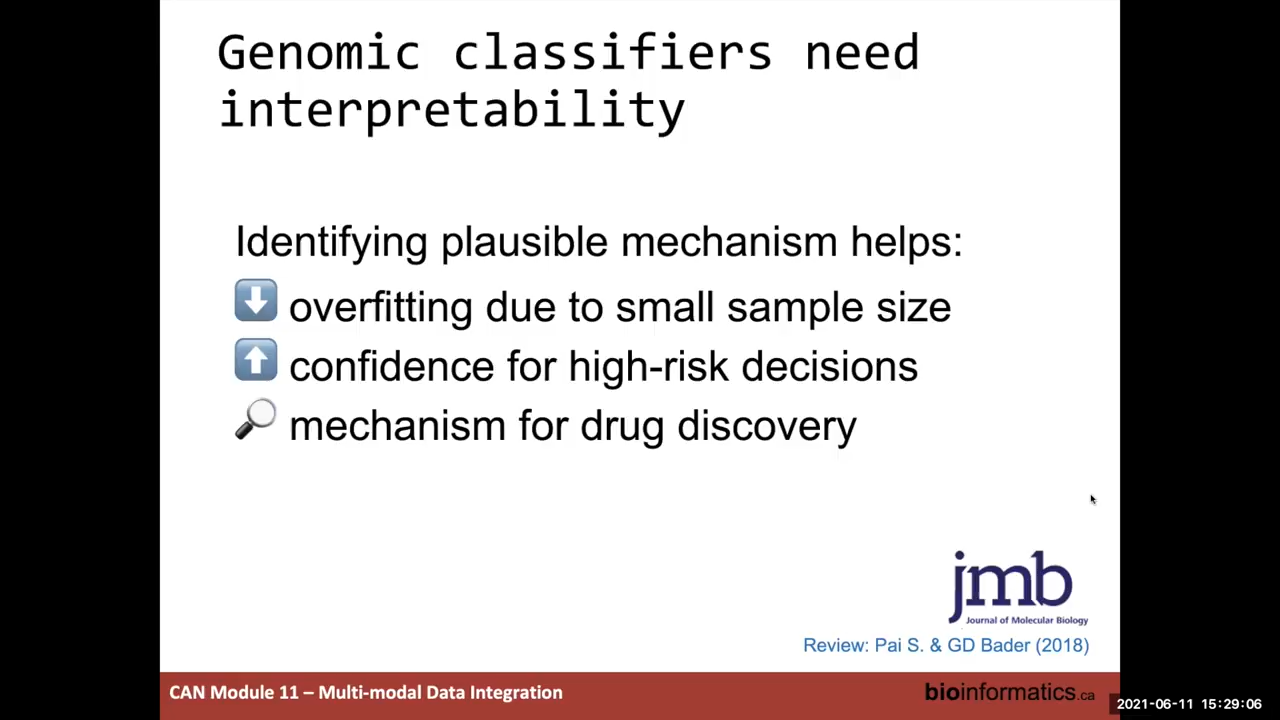 Genomic classifiers need
interpretability
Identifying plausible mechanism helps:
overfitting due to small sample size
confidence for high-risk decisions
mechanism for drug discovery
jmb
Journal of Molecular Biology
Review: Pai S. & GD Bader (2018)
CAN Module 11 – Multi-modal Data Integration
bioinformatics.ca
2021-06-11 15:29:06